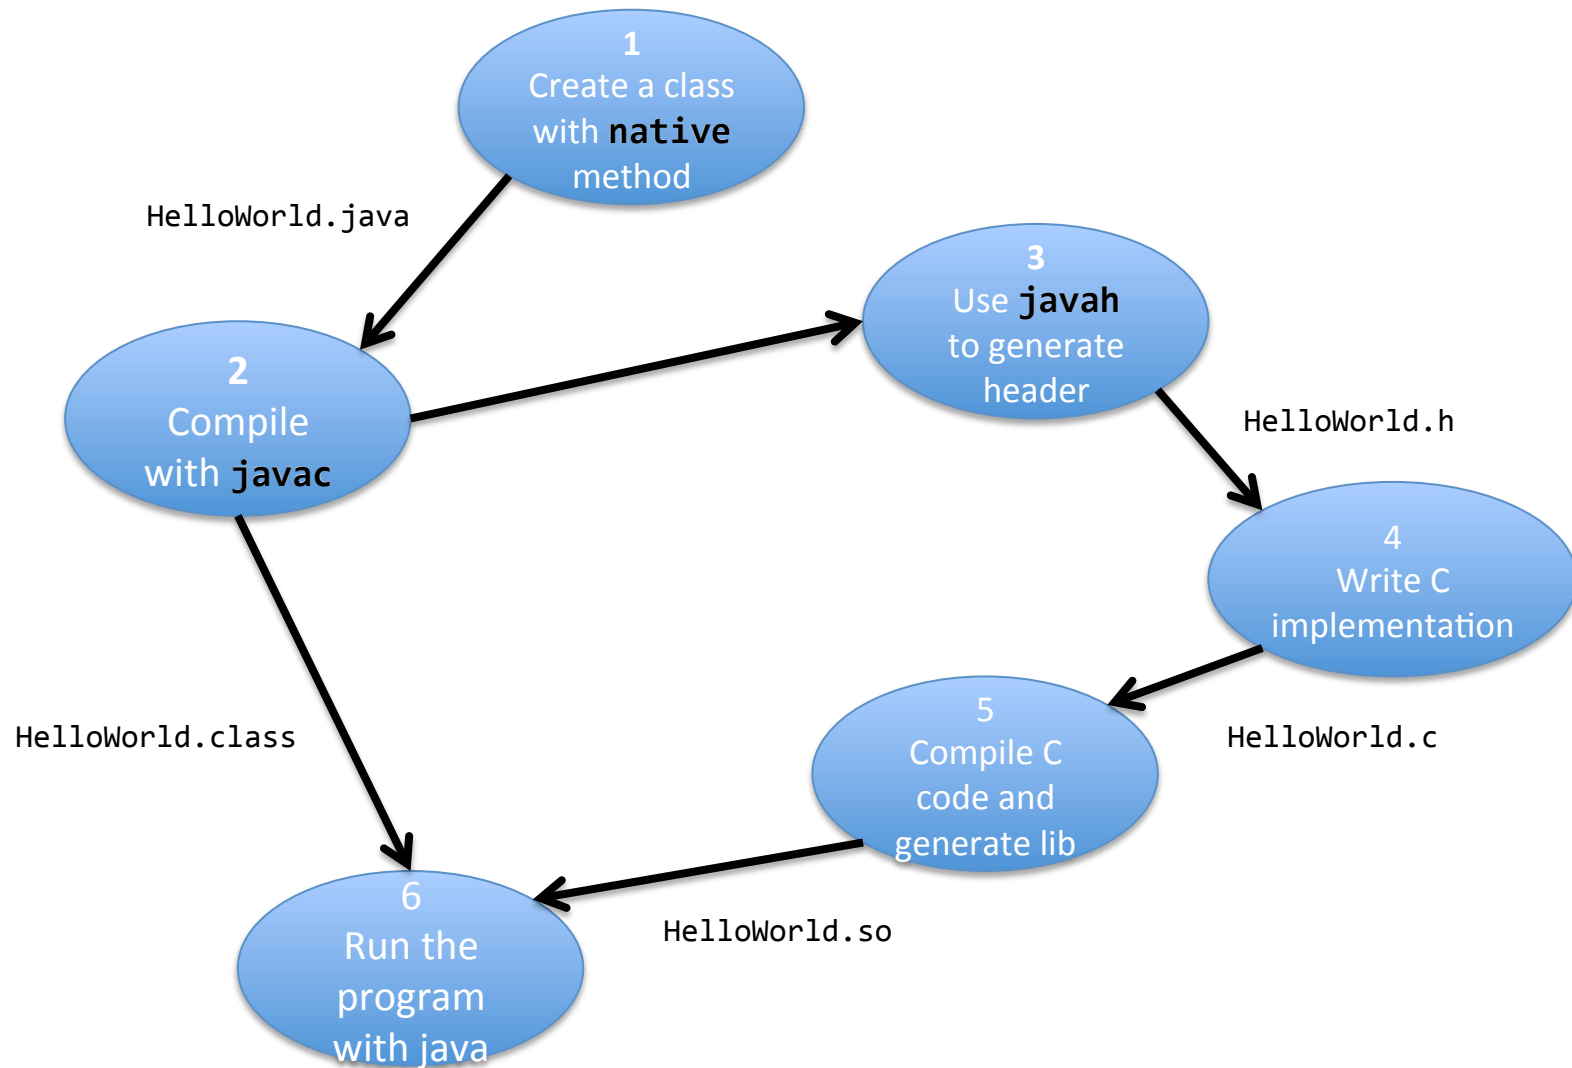 1
Create a class
with native
method
HelloWorld.java
3
Use javah
to generate
header
2
Compile
with javac
HelloWorld.h
4
Write C
implementation
5
Compile C
code and
generate lib
HelloWorld.class
HelloWorld.c
6
Run the
program
with java
HelloWorld.so